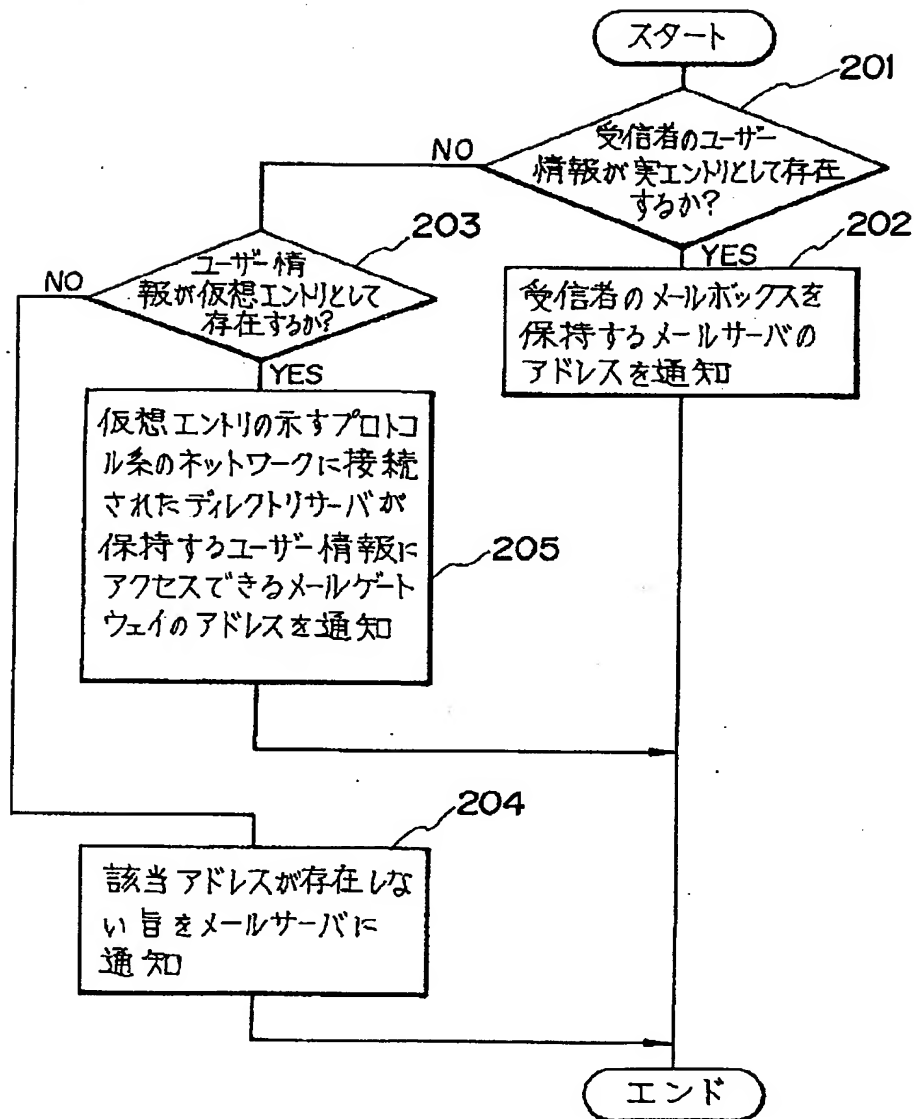 スタート
201
受信者のユーザー
情報が実エントリとして存在
するか?
NO
YES
202
受信者のメールボックスを
保持するメールサーバの
アドレスを通知
203
ユーザー情
報が仮想エントリとして
存在するか?
NO
YES
仮想エントリの示すプロトコ
ル系のネットワークに接続
されたディレクトリサーバが
保持するユーザー情報に
アクセスできるメールゲート
ウェイのアドレスを通知
205
204
該当アドレスが存在しな
い旨をメールサーバに
通知
エンド